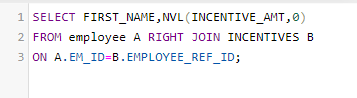 1 SELECT FIRST_NAME,NVL(INCENTIVE_AMT,0)
2 FROM employee A RIGHT JOIN INCENTIVES B
3 ON A.EM_ID=B.EMPLOYEE_REF_ID;